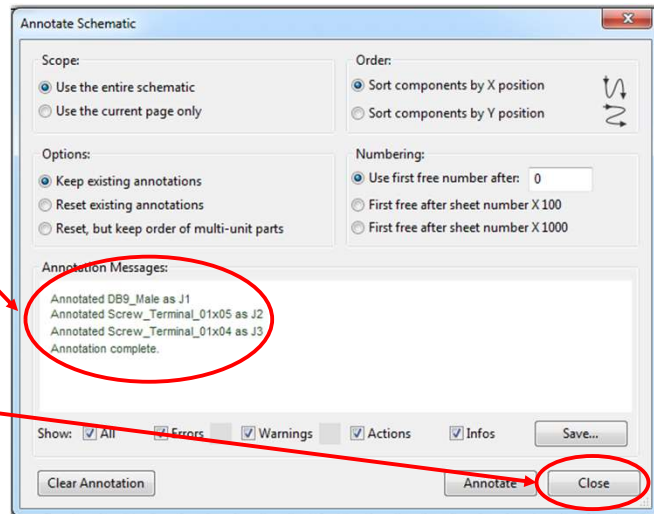 Annotate Schematic
Scope:
Use the entire schematic
Use the current page only
Order:
Sort components by X position
Sort components by Y position
Options:
Keep existing annotations
Reset existing annotations
Reset, but keep order of multi-unit parts
Numbering:
Use first free number after: 0
First free after sheet number X 100
First free after sheet number X 1000
Annotation Messages:
Annotated DB9_Male as J1
Annotated Screw_Terminal_01x05 as J2
Annotated Screw_Terminal_01x04 as J3
Annotation complete.
Show: All Errors Warnings Actions Infos Save...
Clear Annotation Annotate Close